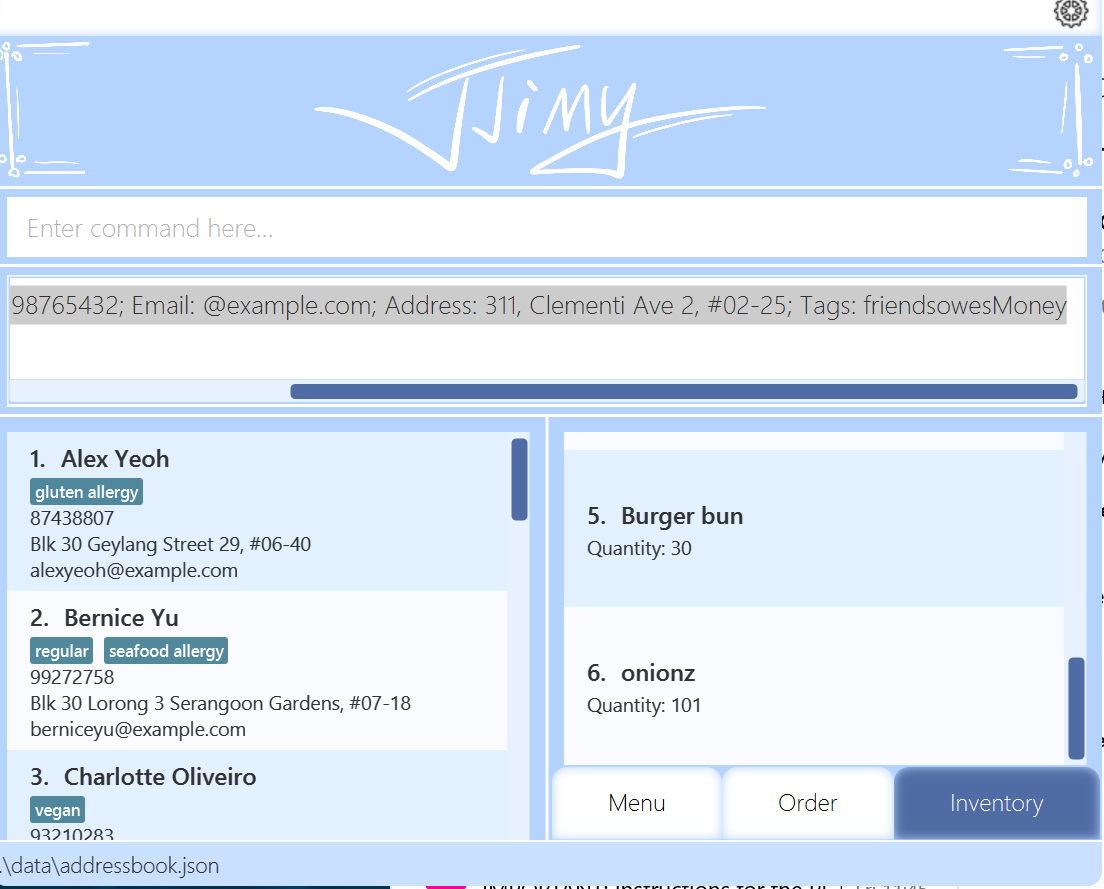 JJimy
Enter command here...
98765432; Email: @example.com; Address: 311, Clementi Ave 2, #02-25; Tags: friendsowesMoney
1. Alex Yeoh
gluten allergy
87438807
Blk 30 Geylang Street 29, #06-40
alexyeoh@example.com
2. Bernice Yu
regular seafood allergy
99272758
Blk 30 Lorong 3 Serangoon Gardens, #07-18
berniceyu@example.com
3. Charlotte Oliveiro
vegan
93210283
5. Burger bun
Quantity: 30
6. onionz
Quantity: 101
Menu Order Inventory
.\data\addressbook.json